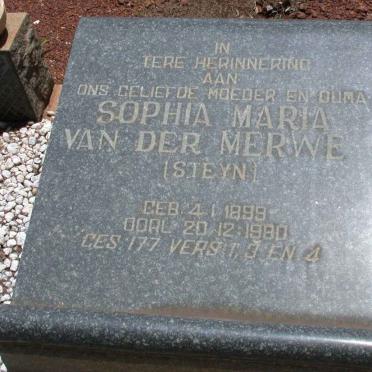 IN
TERE HERINNERING
AAN
ONS GELIEFDE MOEDER EN OUMA
SOPHIA MARIA
VAN DER MERWE
(STEYN)
GEB. 4.1.1899
OORL. 20.12.1980
GES. 177 VERS 1, 3 EN 4